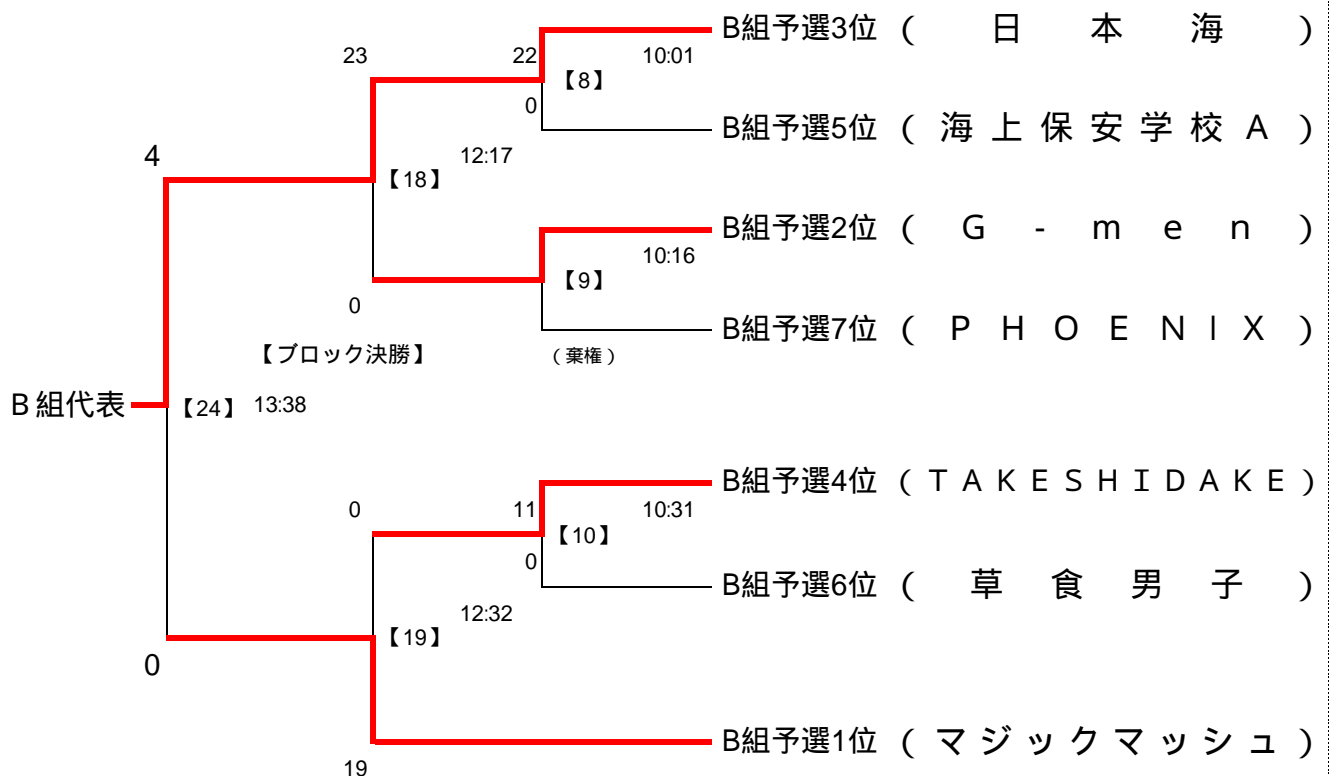 B組予選3位 ( 日本海 )
23 22 10:01
【8】
0
B組予選5位 ( 海上保安学校A )
4 12:17
【18】
B組予選2位 ( G-men )
10:16
【9】
0
B組予選7位 ( PHOENIX )
【ブロック決勝】 (棄権)
B組代表 【24】 13:38
B組予選4位 ( TAKESHIDAKE )
0 11 10:31
【10】
0
B組予選6位 ( 草食男子 )
12:32
【19】
0
B組予選1位 ( マジックマッシュ )
19